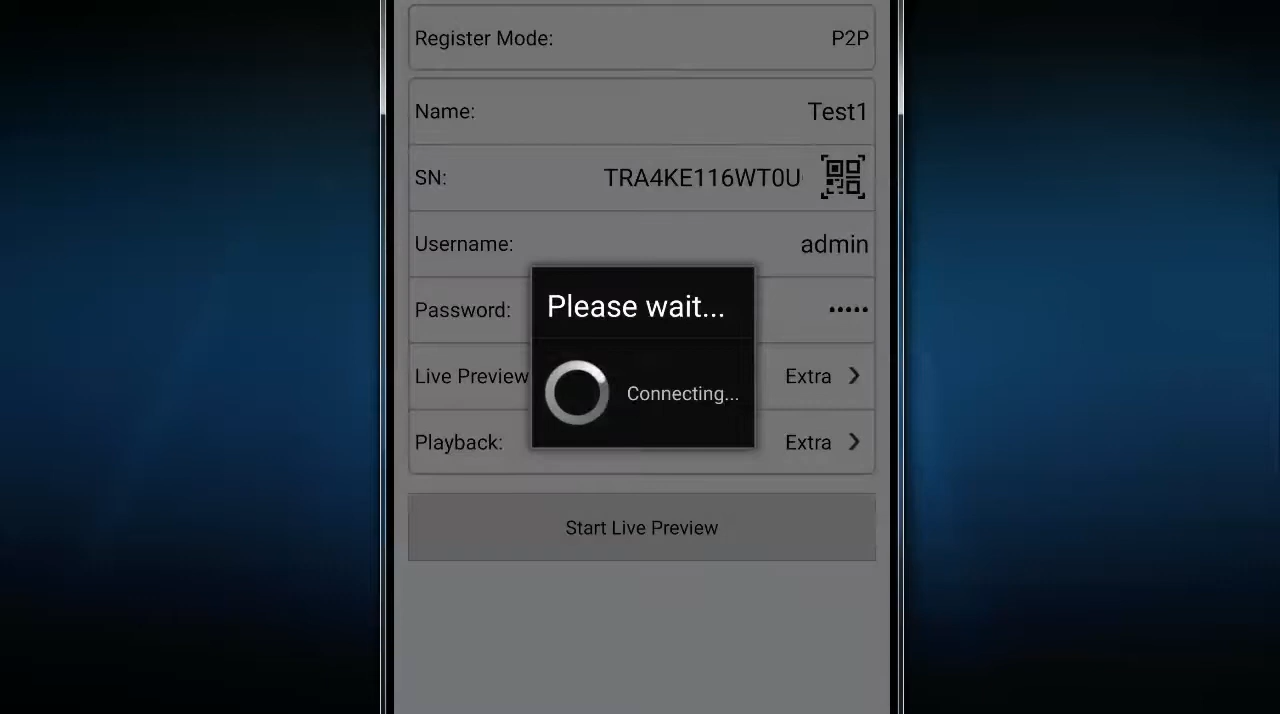 Register Mode: P2P
Name: Test1
SN: TRA4KE116WT0U
Username: admin
Please wait...
Password: •••••
Live Preview Extra
Connecting...
Playback: Extra
Start Live Preview